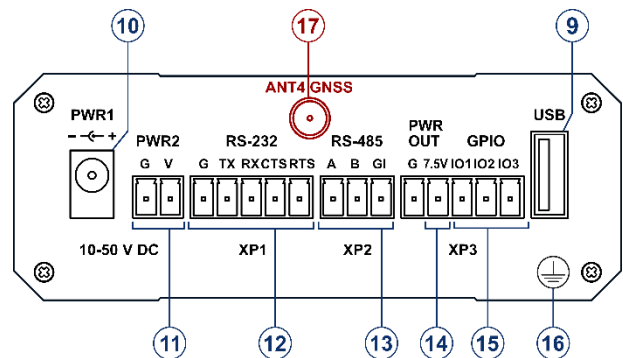 10
17
9
ANT4 GNSS
PWR1
PWR2
RS-232
RS-485
PWR
OUT
GPIO
USB
- +
G V
G TX RX CTS RTS
A B GI
G 7.5V IO1 IO2 IO3
10-50 V DC
XP1
XP2
XP3
11
12
13
14
15
16